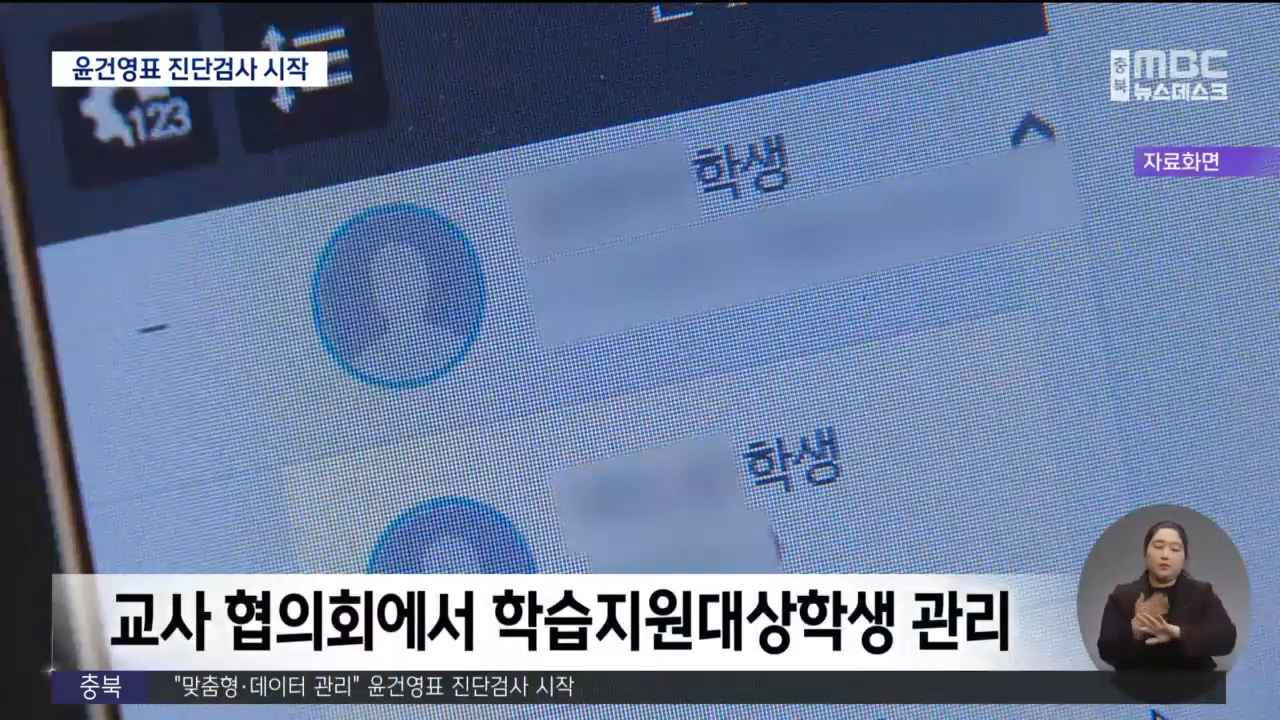 윤건영표 진단검사 시작
123
충북 MBC
뉴스데스크
자료화면
학생
학생
교사 협의회에서 학습지원대상학생 관리
충북 "맞춤형·데이터 관리" 윤건영표 진단검사 시작